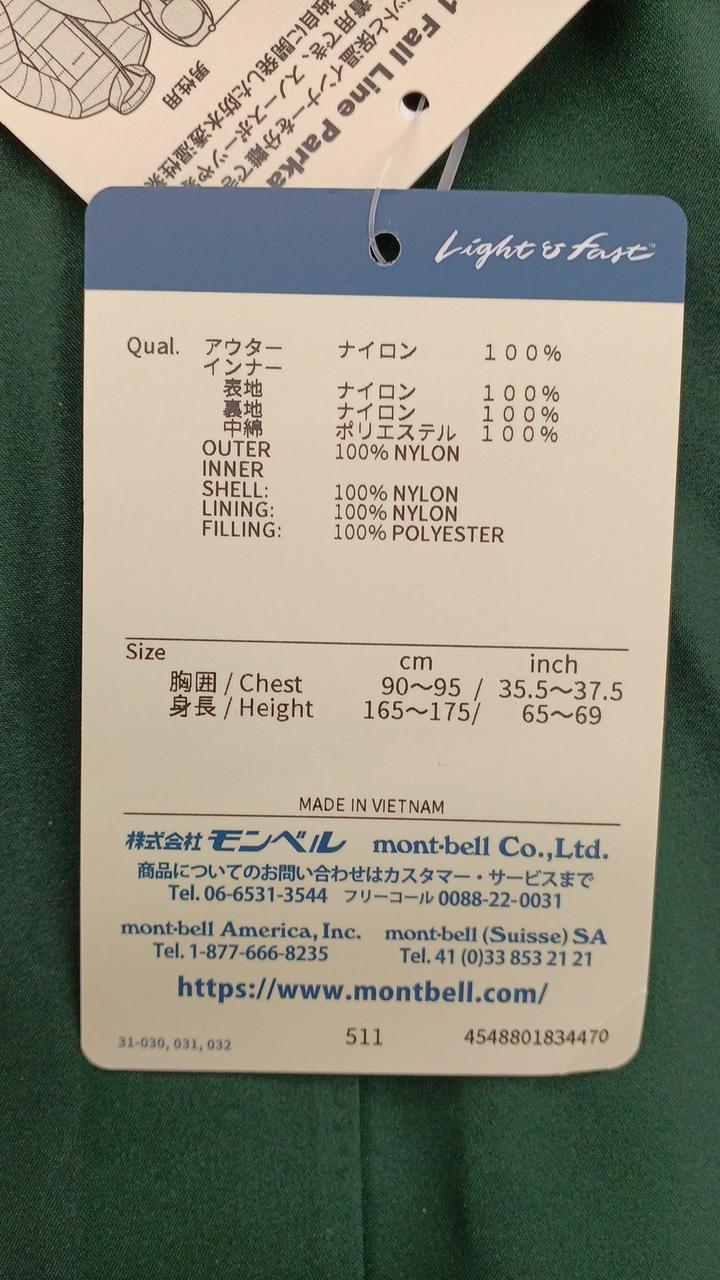 1 Fall Line Parka
男性用
Light & Fast™
Qual. アウター ナイロン 100%
インナー
表地 ナイロン 100%
裏地 ナイロン 100%
中綿 ポリエステル 100%
OUTER 100% NYLON
INNER
SHELL: 100% NYLON
LINING: 100% NYLON
FILLING: 100% POLYESTER
Size cm inch
胸囲 / Chest 90～95 / 35.5～37.5
身長 / Height 165～175/ 65～69
MADE IN VIETNAM
株式会社 モンベル mont-bell Co.,Ltd.
商品についてのお問い合わせはカスタマー・サービスまで
Tel. 06-6531-3544 フリーコール 0088-22-0031
mont-bell America, Inc. mont-bell (Suisse) SA
Tel. 1-877-666-8235 Tel. 41 (0)33 853 21 21
https://www.montbell.com/
31-030, 031, 032 511 4548801834470